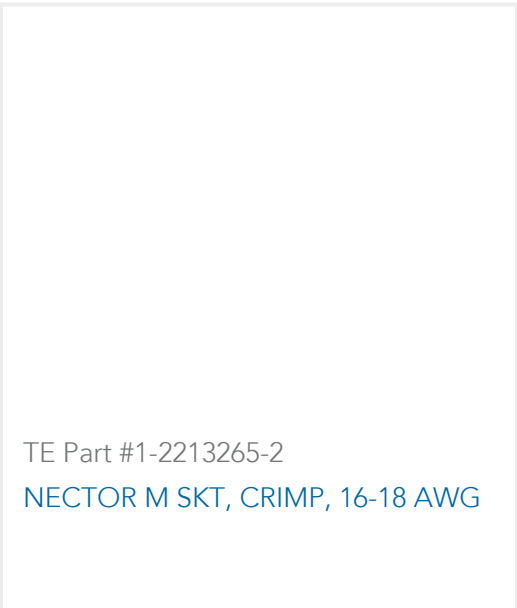 TE Part #1-2213265-2
NECTOR M SKT, CRIMP, 16-18 AWG